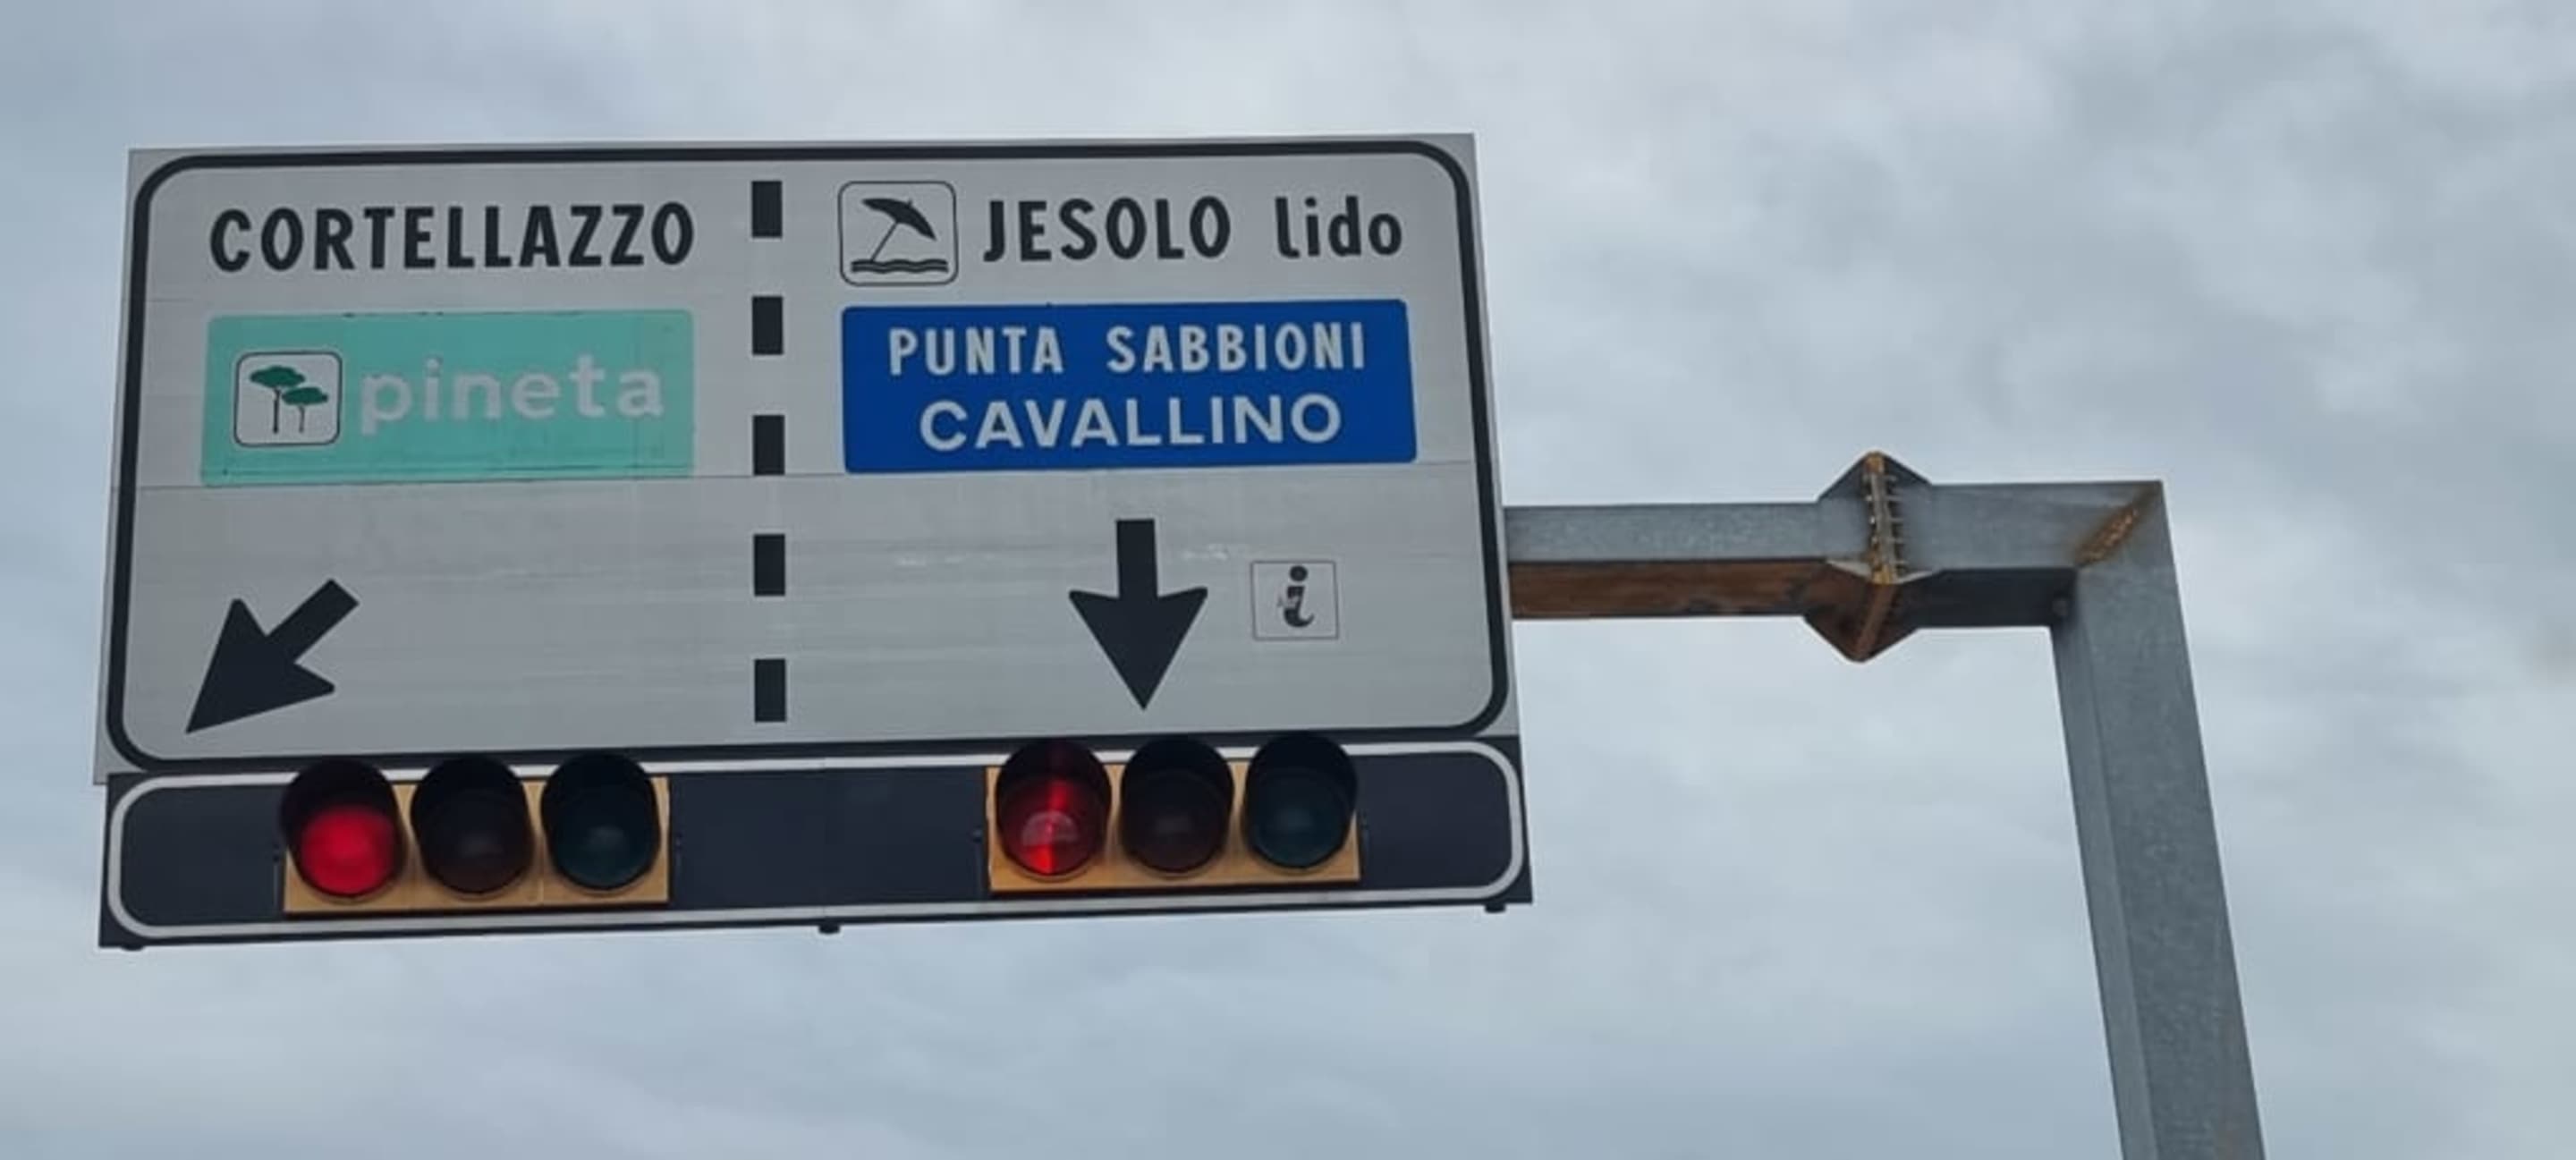 CORTELLAZZO
pineta
JESOLO lido
PUNTA SABBIONI
CAVALLINO
i